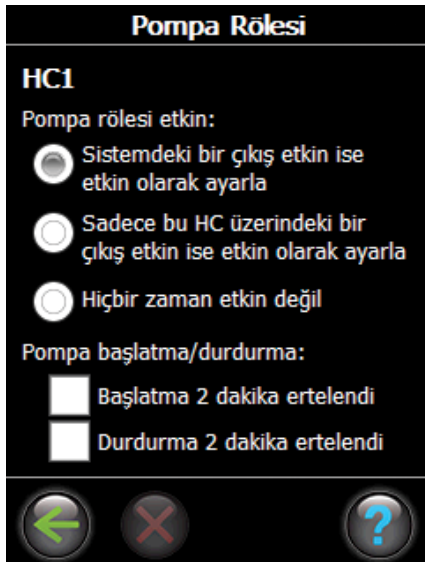 Pompa Rölesi
HC1
Pompa rölesi etkin:
Sistemdeki bir çıkış etkin ise
etkin olarak ayarla
Sadece bu HC üzerindeki bir
çıkış etkin ise etkin olarak ayarla
Hiçbir zaman etkin değil
Pompa başlatma/durdurma:
Başlatma 2 dakika ertelendi
Durdurma 2 dakika ertelendi
?